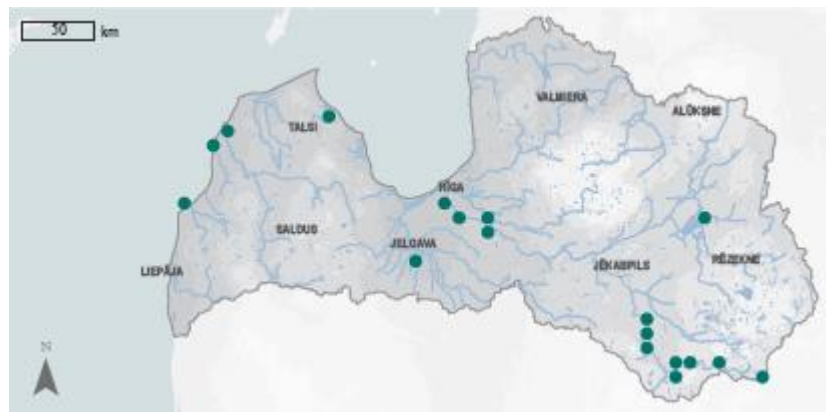 50 km
VALMIERA
ALŪKSNE
TALSI
RĪGA
SALDUS
JELGAVA
LIEPĀJA
JĒKABPILS
RĒZEKNE
N